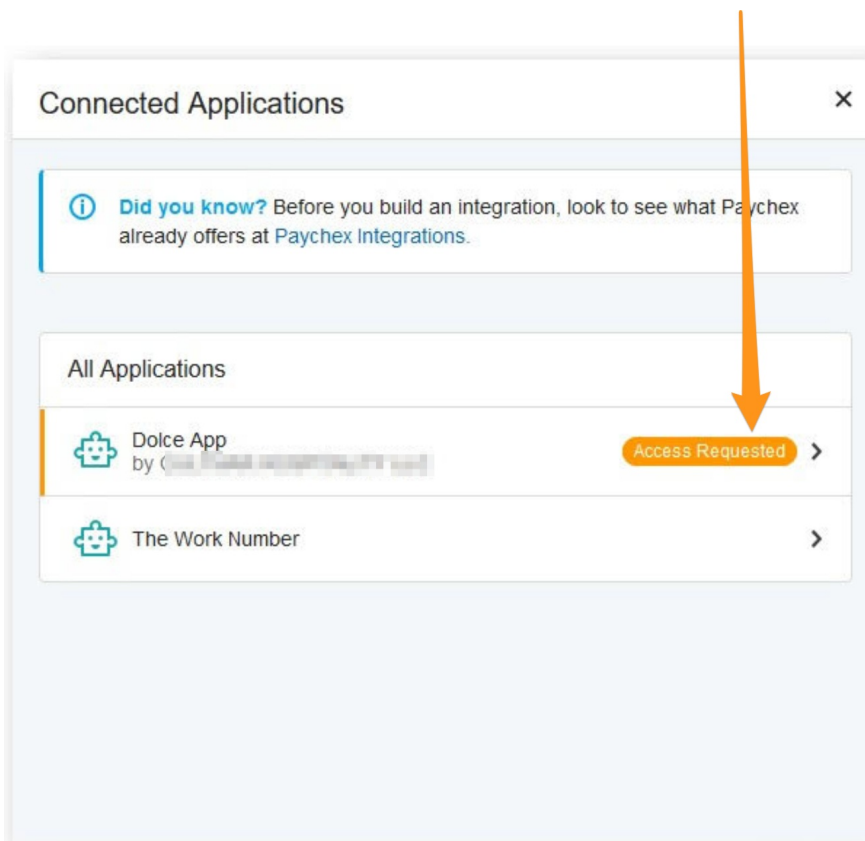 Connected Applications
Did you know? Before you build an integration, look to see what Paychex
already offers at Paychex Integrations.
All Applications
Dolce App
Access Requested
by
The Work Number